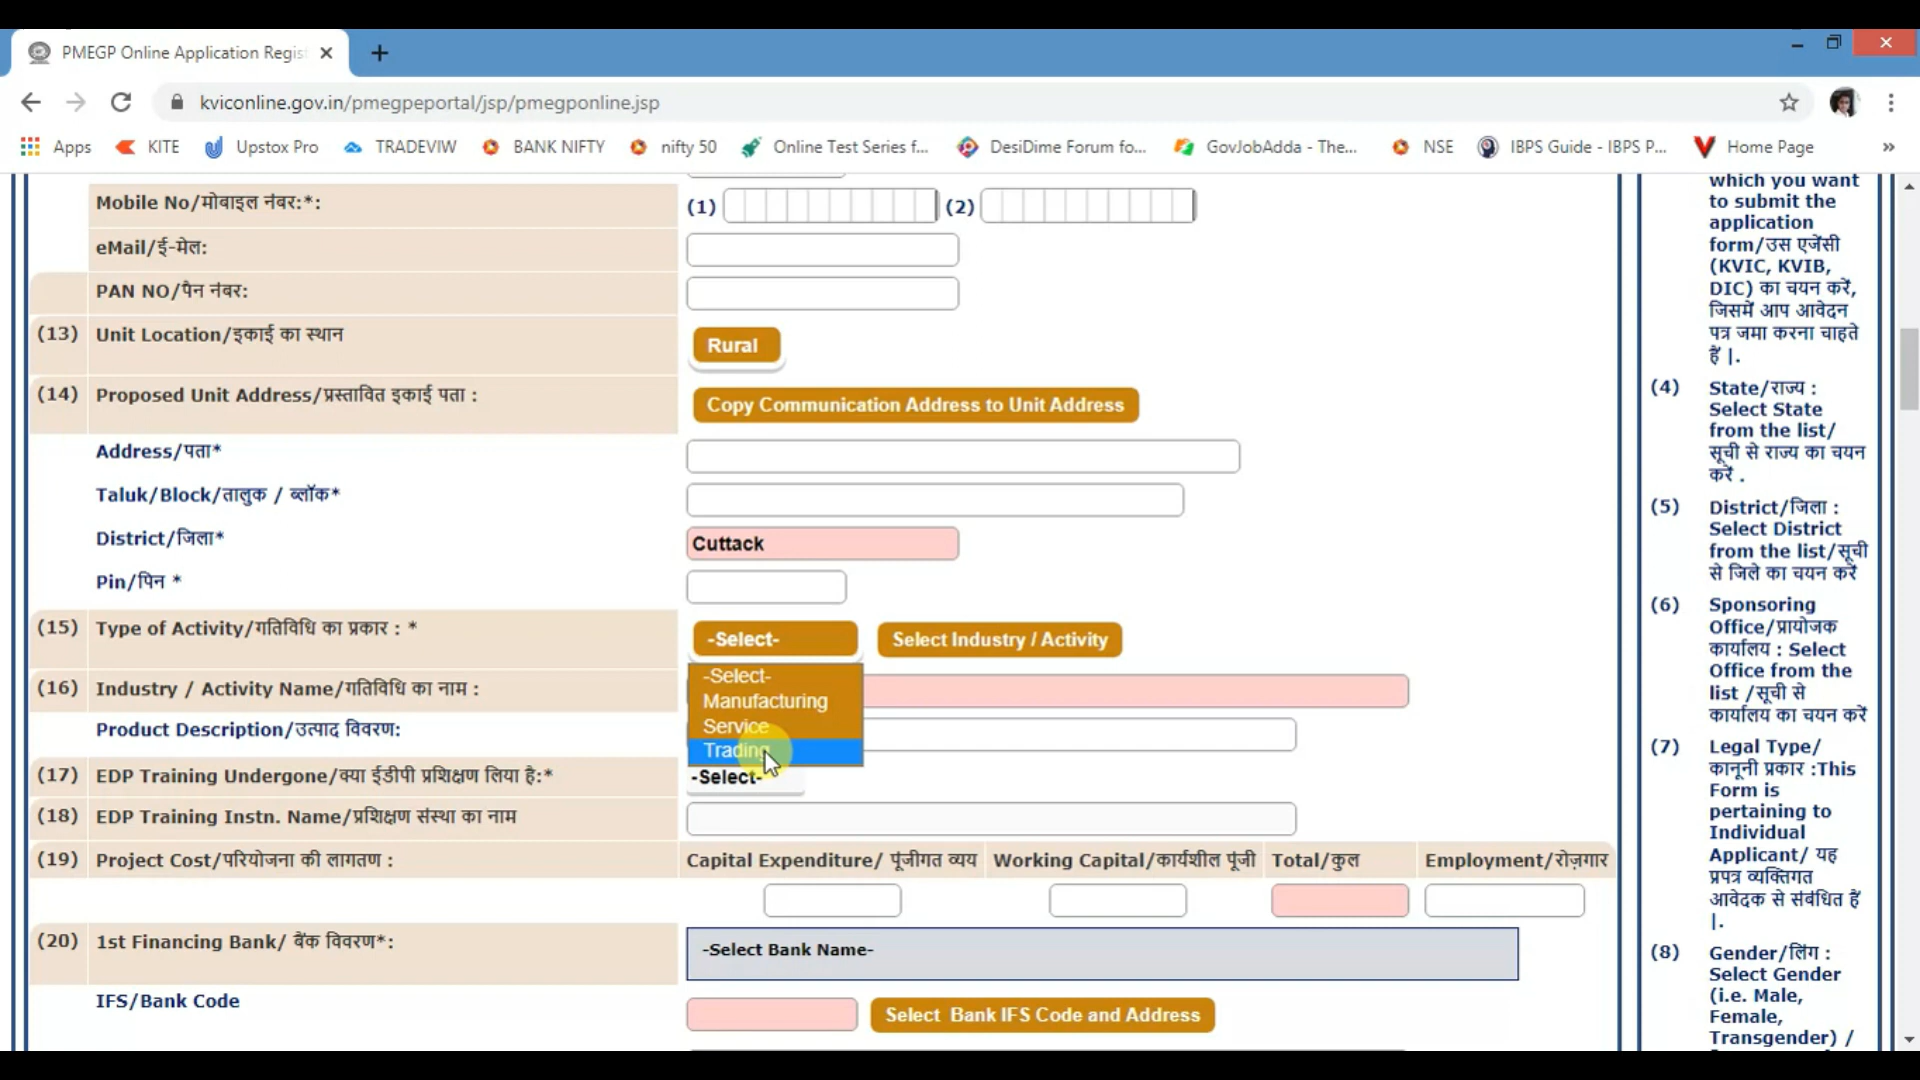 PMEGP Online Application Regis
kviconline.gov.in/pmegpeportal/jsp/pmegponline.jsp
Apps KITE Upstox Pro TRADEVIW BANK NIFTY nifty 50 Online Test Series f... DesiDime Forum fo... GovJobAdda - The... NSE IBPS Guide - IBPS P... Home Page »
Mobile No/मोबाइल नंबर:*: (1) (2)
eMail/ई-मेल:
PAN NO/पैन नंबर:
(13) Unit Location/इकाई का स्थान Rural
(14) Proposed Unit Address/प्रस्तावित इकाई पता : Copy Communication Address to Unit Address
Address/पता*
Taluk/Block/तालुक / ब्लॉक*
District/जिला* Cuttack
Pin/पिन *
(15) Type of Activity/गतिविधि का प्रकार : * -Select- Select Industry / Activity
-Select-
Manufacturing
Service
Trading
(16) Industry / Activity Name/गतिविधि का नाम :
Product Description/उत्पाद विवरण:
(17) EDP Training Undergone/क्या ईडीपी प्रशिक्षण लिया है:* -Select-
(18) EDP Training Instn. Name/प्रशिक्षण संस्था का नाम
(19) Project Cost/परियोजना की लागतण : Capital Expenditure/ पूंजीगत व्यय Working Capital/कार्यशील पूंजी Total/कुल Employment/रोज़गार
(20) 1st Financing Bank/ बैंक विवरण*: -Select Bank Name-
IFS/Bank Code Select Bank IFS Code and Address
which you want
to submit the
application
form/उस एजेंसी
(KVIC, KVIB,
DIC) का चयन करें,
जिसमें आप आवेदन
पत्र जमा करना चाहते
हैं |.
(4) State/राज्य :
Select State
from the list/
सूची से राज्य का चयन
करें .
(5) District/जिला :
Select District
from the list/सूची
से जिले का चयन करें
(6) Sponsoring
Office/प्रायोजक
कार्यालय : Select
Office from the
list /सूची से
कार्यालय का चयन करें
(7) Legal Type/
कानूनी प्रकार :This
Form is
pertaining to
Individual
Applicant/ यह
प्रपत्र व्यक्तिगत
आवेदक से संबंधित हैं
|.
(8) Gender/लिंग :
Select Gender
(i.e. Male,
Female,
Transgender) /